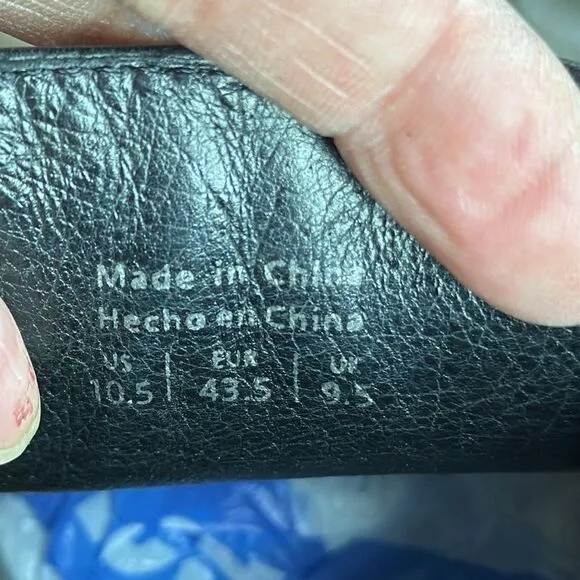 Made in China
Hecho en China
US EUR UK
10.5 | 43.5 | 9.5